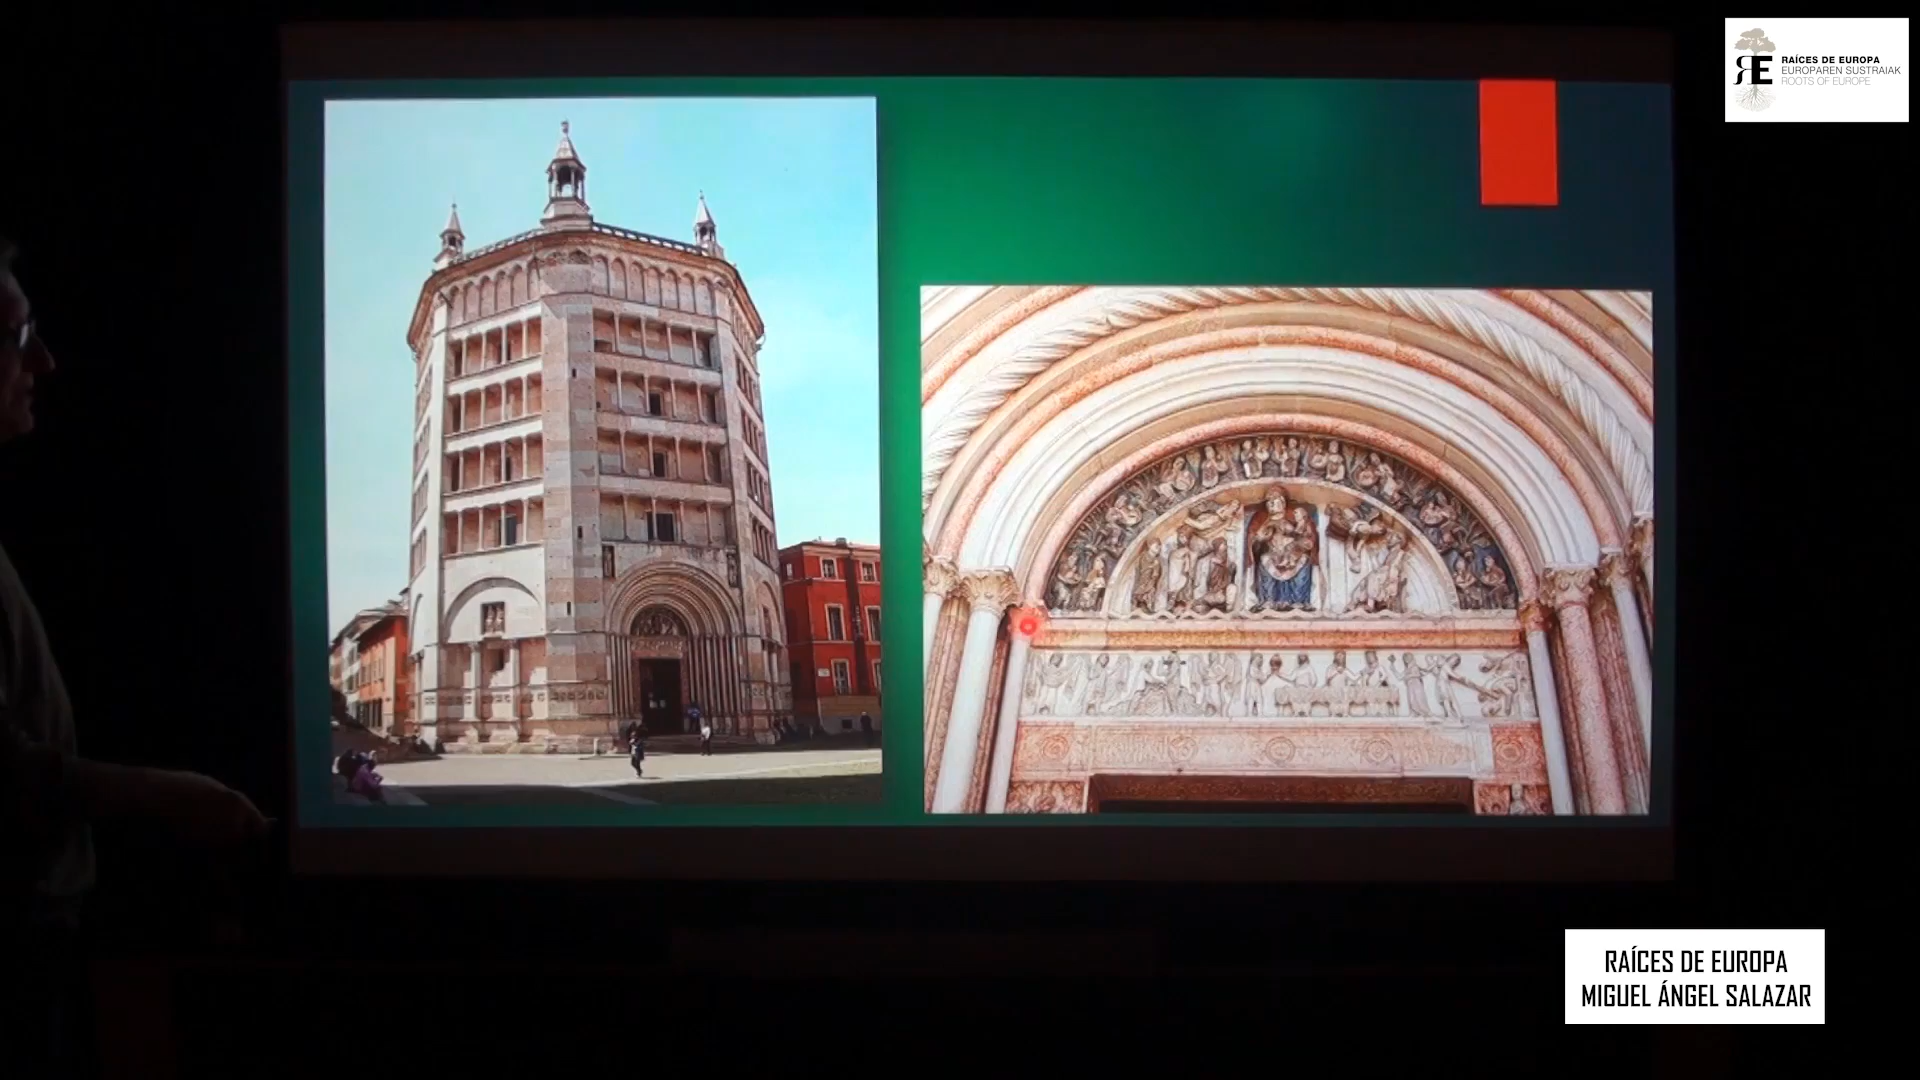 RAÍCES DE EUROPA
EUROPAREN SUSTRAIAK
ROOTS OF EUROPE
RAÍCES DE EUROPA
MIGUEL ÁNGEL SALAZAR